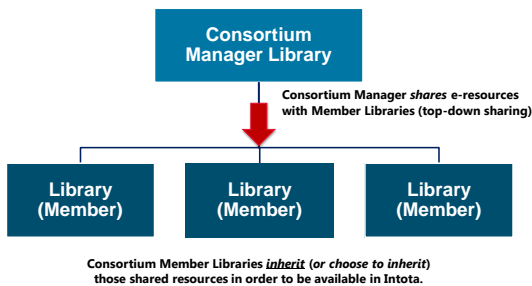 Consortium
Manager Library
Consortium Manager shares e-resources
with Member Libraries (top-down sharing)
Library
(Member)
Library
(Member)
Library
(Member)
Consortium Member Libraries inherit (or choose to inherit)
those shared resources in order to be available in Intota.